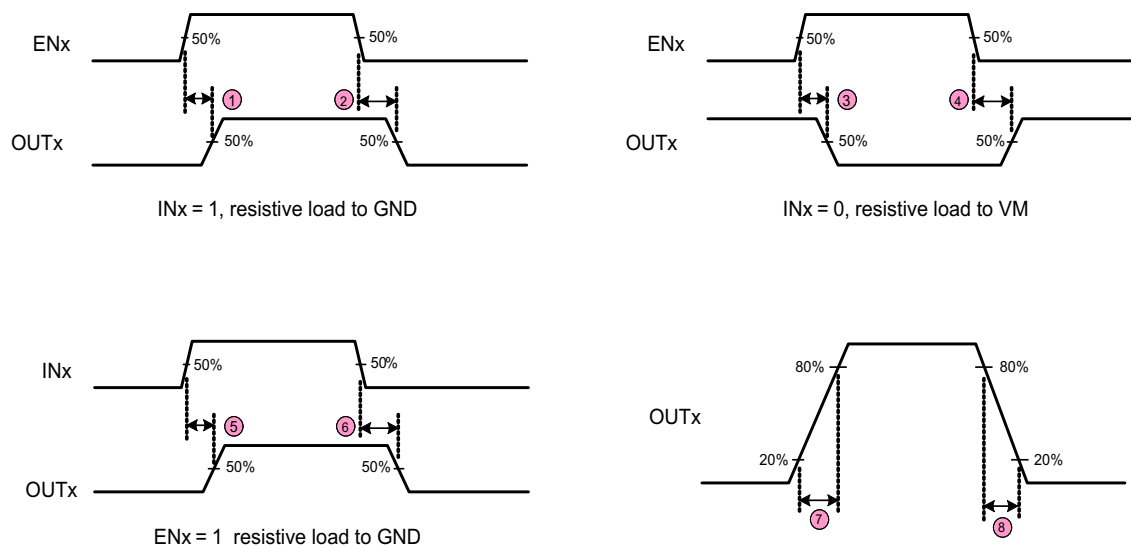 ENx
50%
50%
1
2
OUTx
50%
50%
INx = 1, resistive load to GND
ENx
50%
50%
3
4
OUTx
50%
50%
INx = 0, resistive load to VM
INx
50%
50%
5
6
OUTx
50%
50%
ENx = 1 resistive load to GND
80%
80%
OUTx
20%
20%
7
8